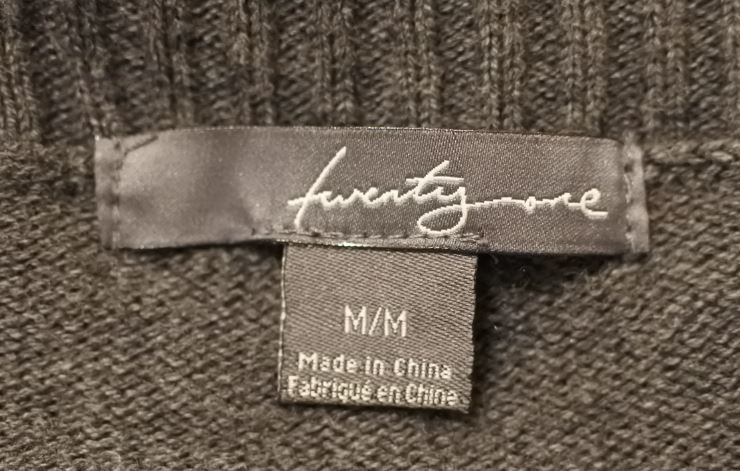 twenty one
M/M
Made in China
Fabriqué en Chine